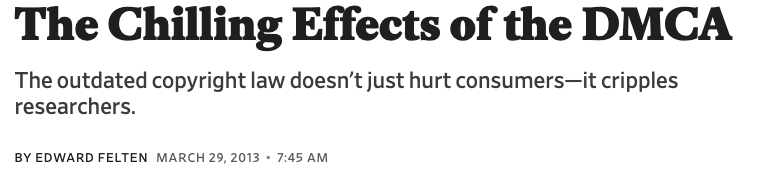 The Chilling Effects of the DMCA
The outdated copyright law doesn’t just hurt consumers—it cripples
researchers.
BY EDWARD FELTEN MARCH 29, 2013 • 7:45 AM